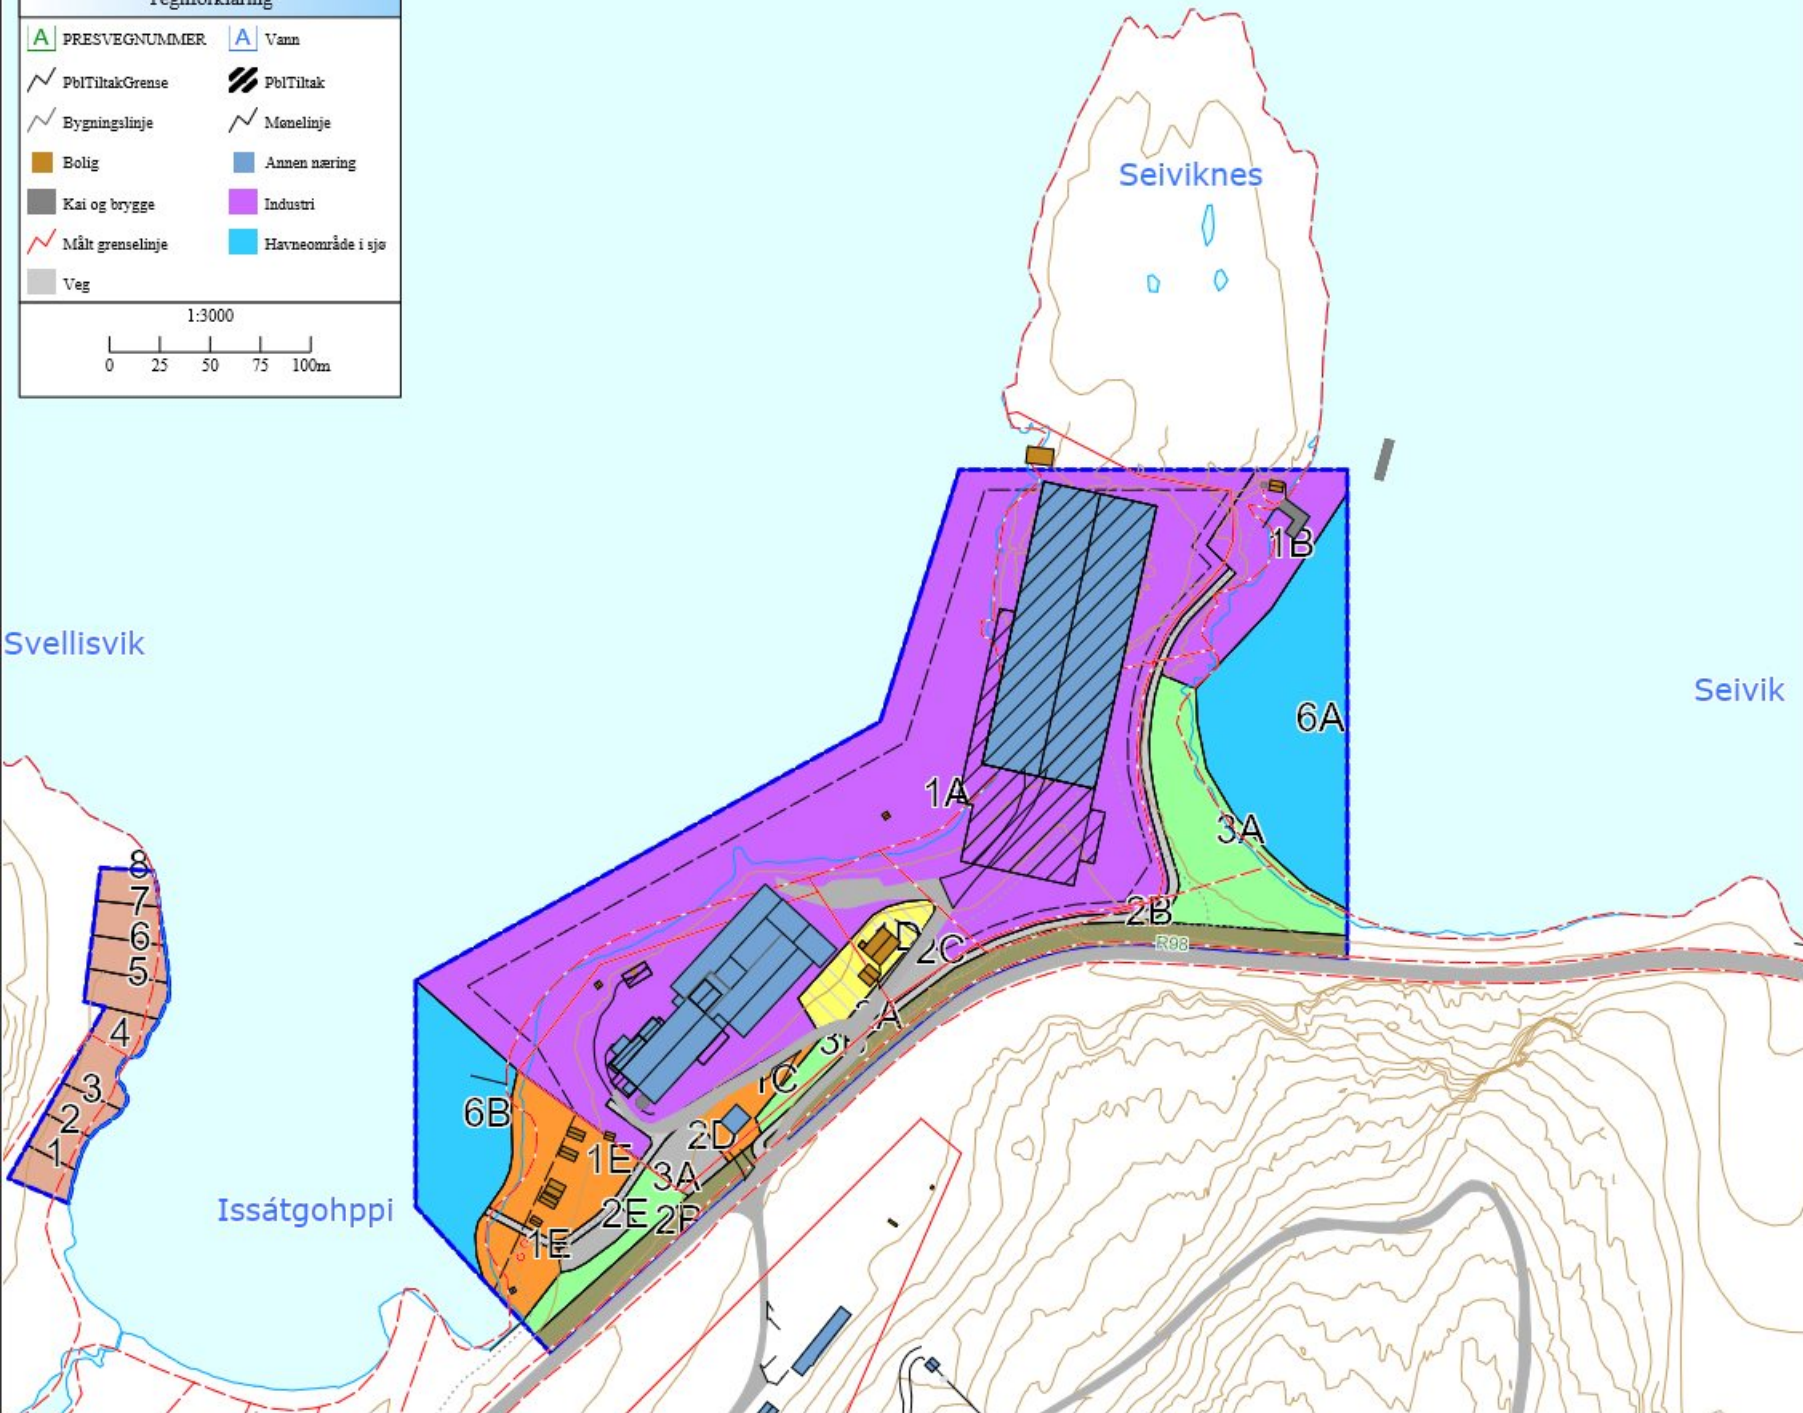 Tegnforklaring
A PRESVEGNUMMER A Vann
PblTiltakGrense PblTiltak
Bygningslinje Mønelinje
Bolig Annen næring
Kai og brygge Industri
Målt grenselinje Havneområde i sjø
Veg
1:3000
0 25 50 75 100m
Seiviknes
1B
Svellisvik
Seivik
6A
1A
3A
8
7
2B
6
R98
2C
5
4
3
6B
2
2D
1
1E
3A
Issátgohppi
2E
1E